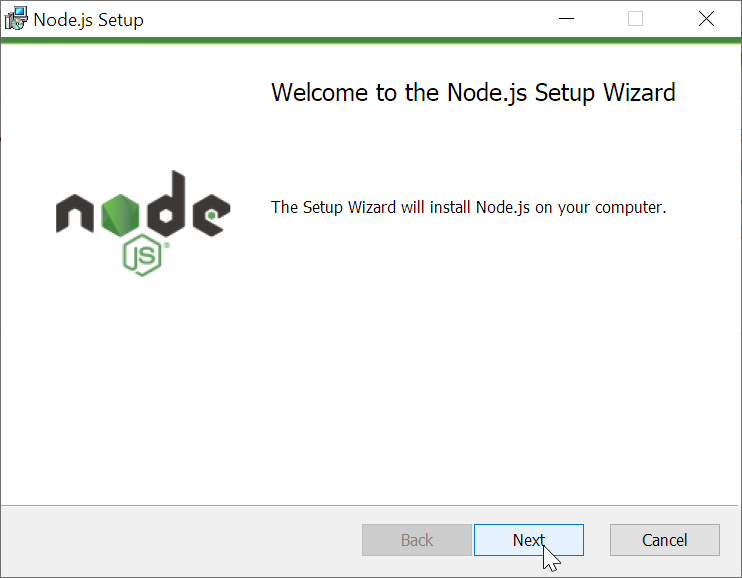 Node.js Setup
Welcome to the Node.js Setup Wizard
node
JS®
The Setup Wizard will install Node.js on your computer.
Back
Next
Cancel